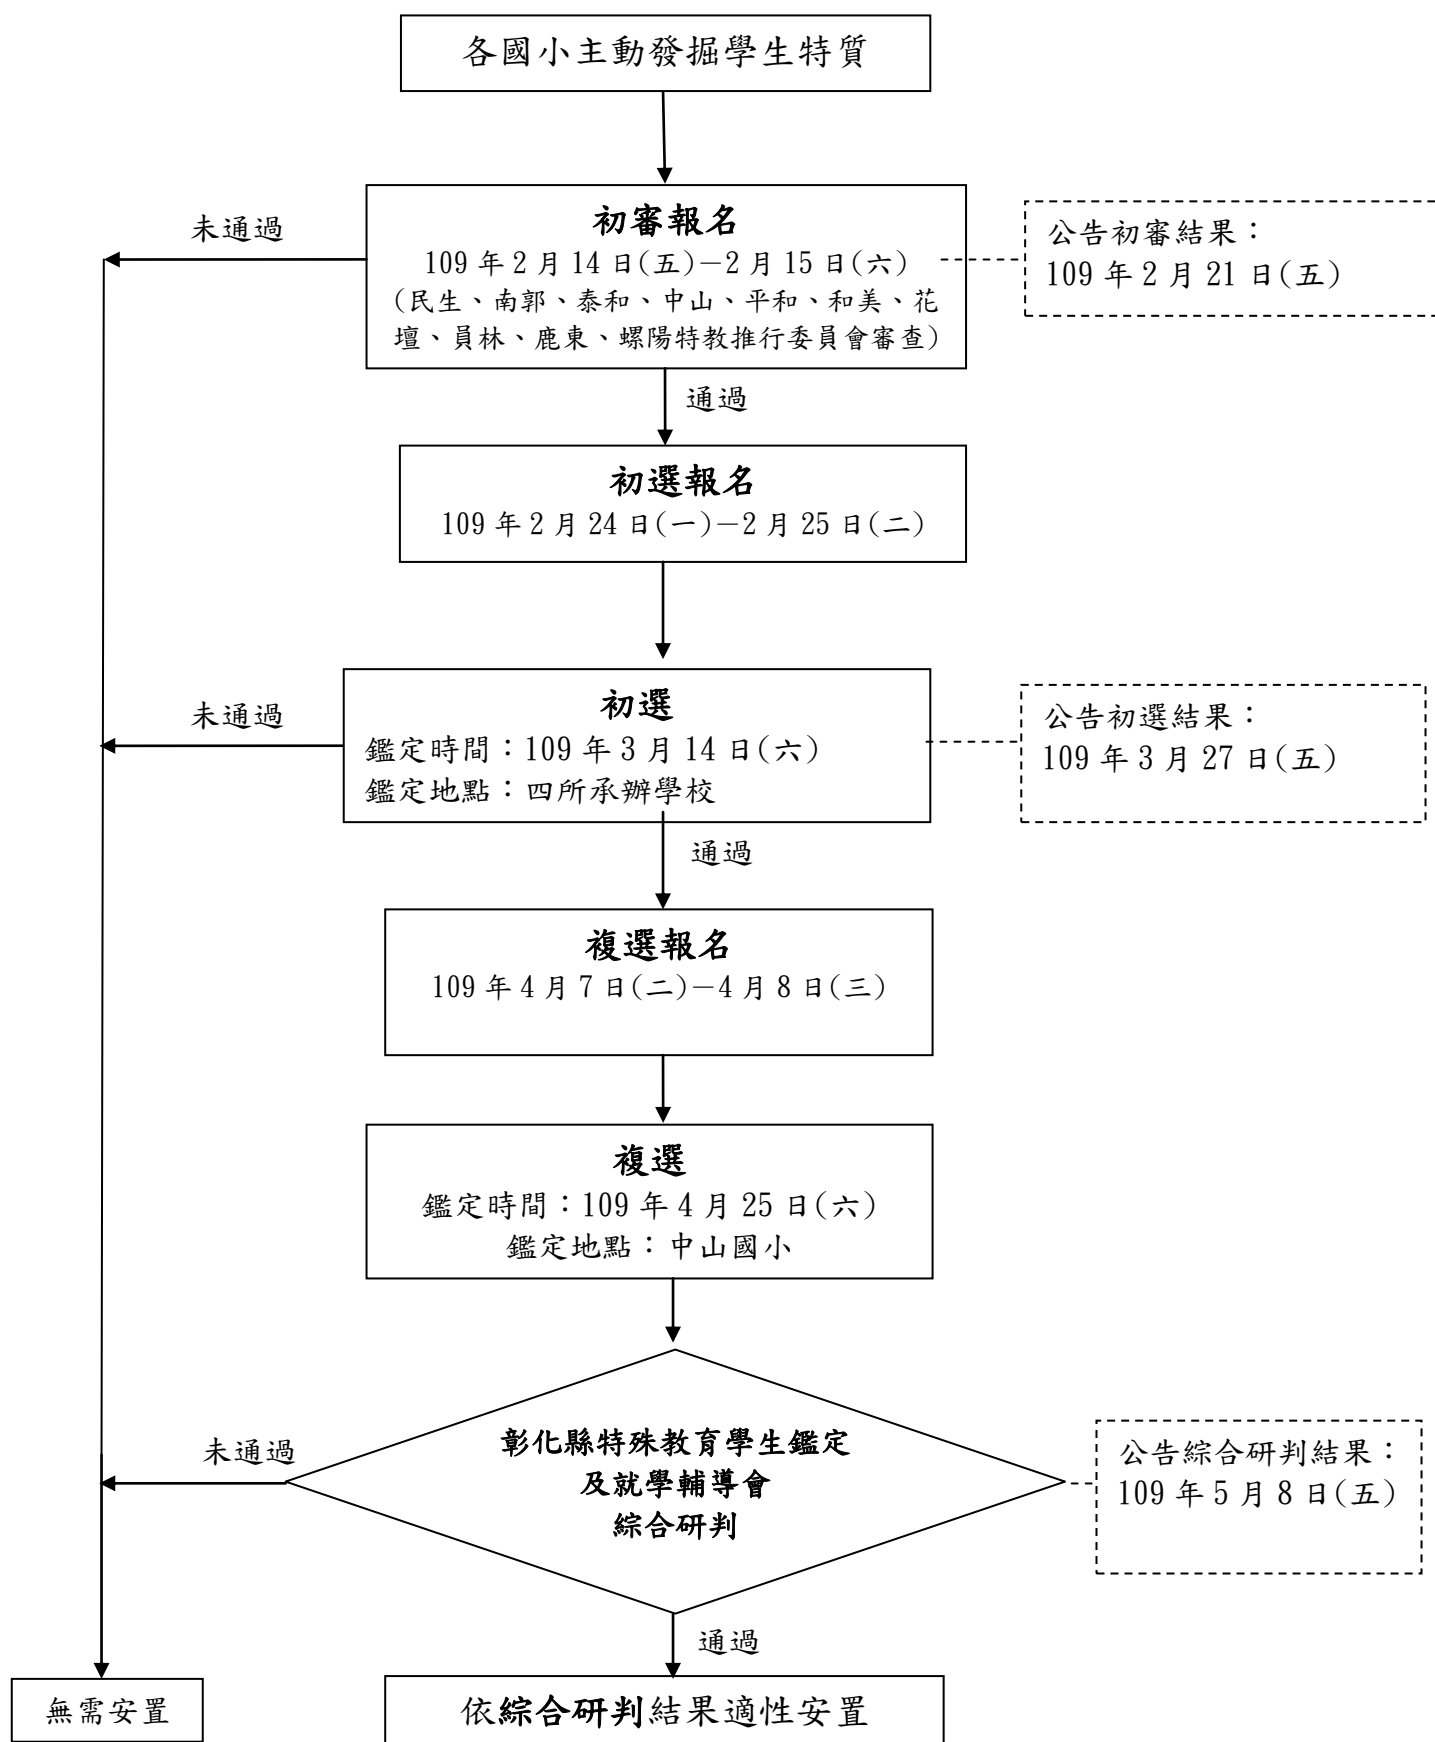 各國小主動發掘學生特質
初審報名
109 年 2 月 14 日(五)－2 月 15 日(六)
(民生、南郭、泰和、中山、平和、和美、花
壇、員林、鹿東、螺陽特教推行委員會審查)
未通過
公告初審結果：
109 年 2 月 21 日(五)
通過
初選報名
109 年 2 月 24 日(一)－2 月 25 日(二)
初選
鑑定時間：109 年 3 月 14 日(六)
鑑定地點：四所承辦學校
未通過
公告初選結果：
109 年 3 月 27 日(五)
通過
複選報名
109 年 4 月 7 日(二)－4 月 8 日(三)
複選
鑑定時間：109 年 4 月 25 日(六)
鑑定地點：中山國小
彰化縣特殊教育學生鑑定
及就學輔導會
綜合研判
未通過
公告綜合研判結果：
109 年 5 月 8 日(五)
通過
無需安置
依綜合研判結果適性安置